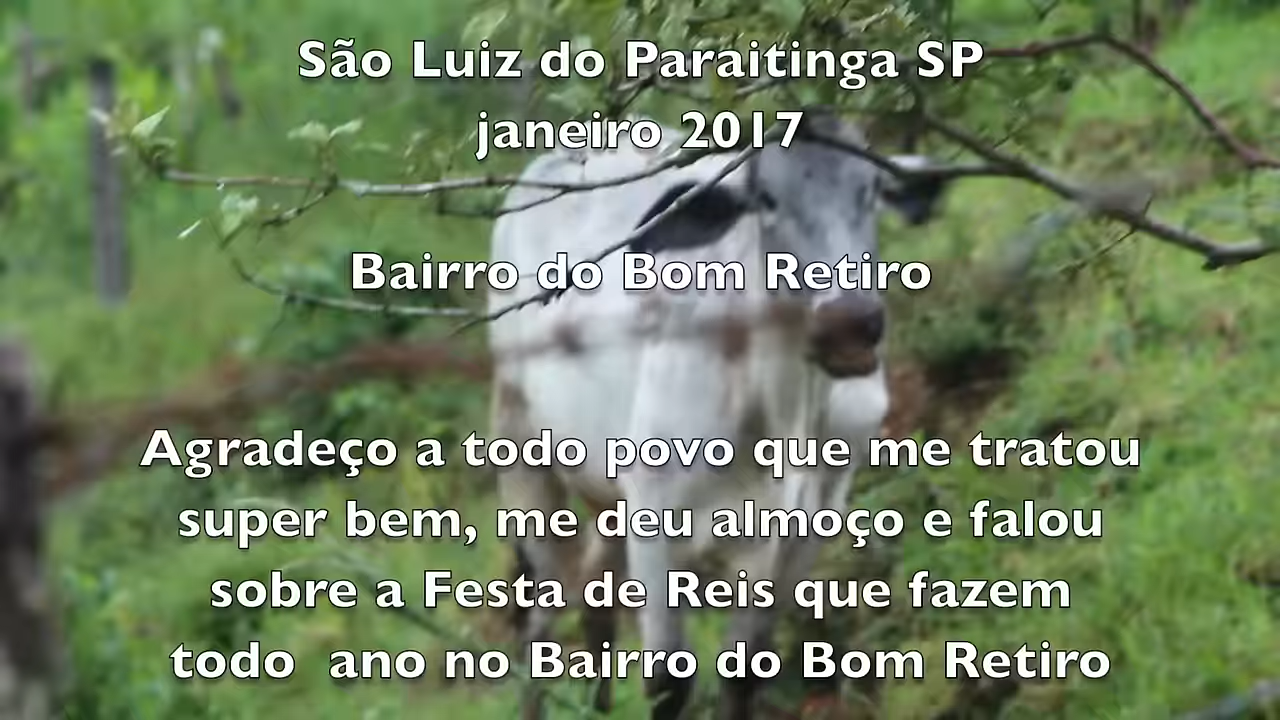 São Luiz do Paraitinga SP
janeiro 2017
Bairro do Bom Retiro
Agradeço a todo povo que me tratou
super bem, me deu almoço e falou
sobre a Festa de Reis que fazem
todo  ano no Bairro do Bom Retiro